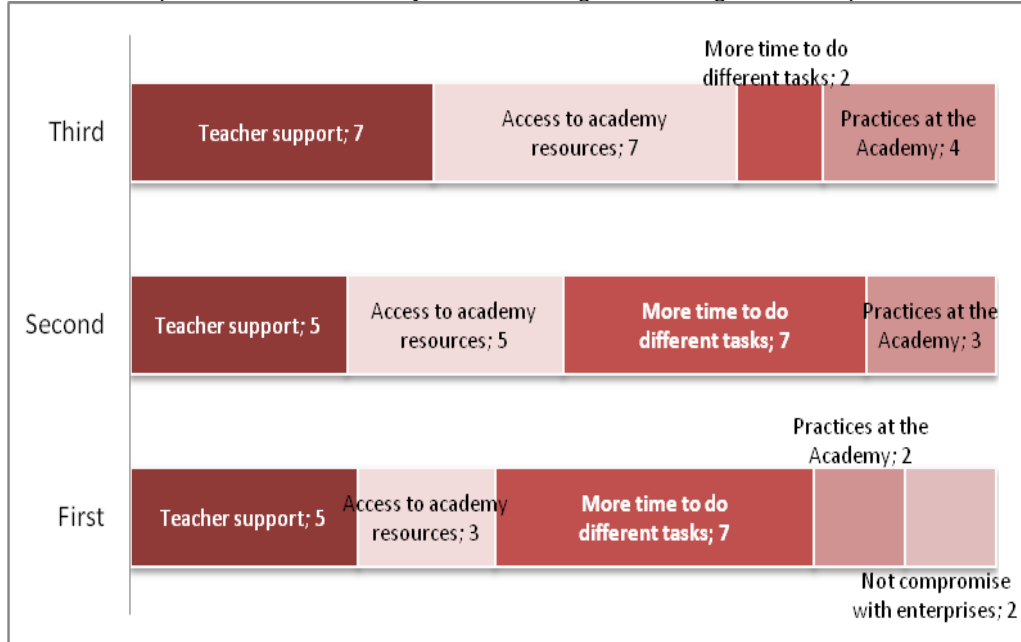 More time to do
different tasks; 2
Third
Teacher support; 7
Access to academy
resources; 7
Practices at the
Academy; 4
Second
Teacher support; 5
Access to academy
resources; 5
More time to do
different tasks; 7
Practices at the
Academy; 3
Practices at the
Academy; 2
First
Teacher support; 5
Access to academy
resources; 3
More time to do
different tasks; 7
Not compromise
with enterprises; 2